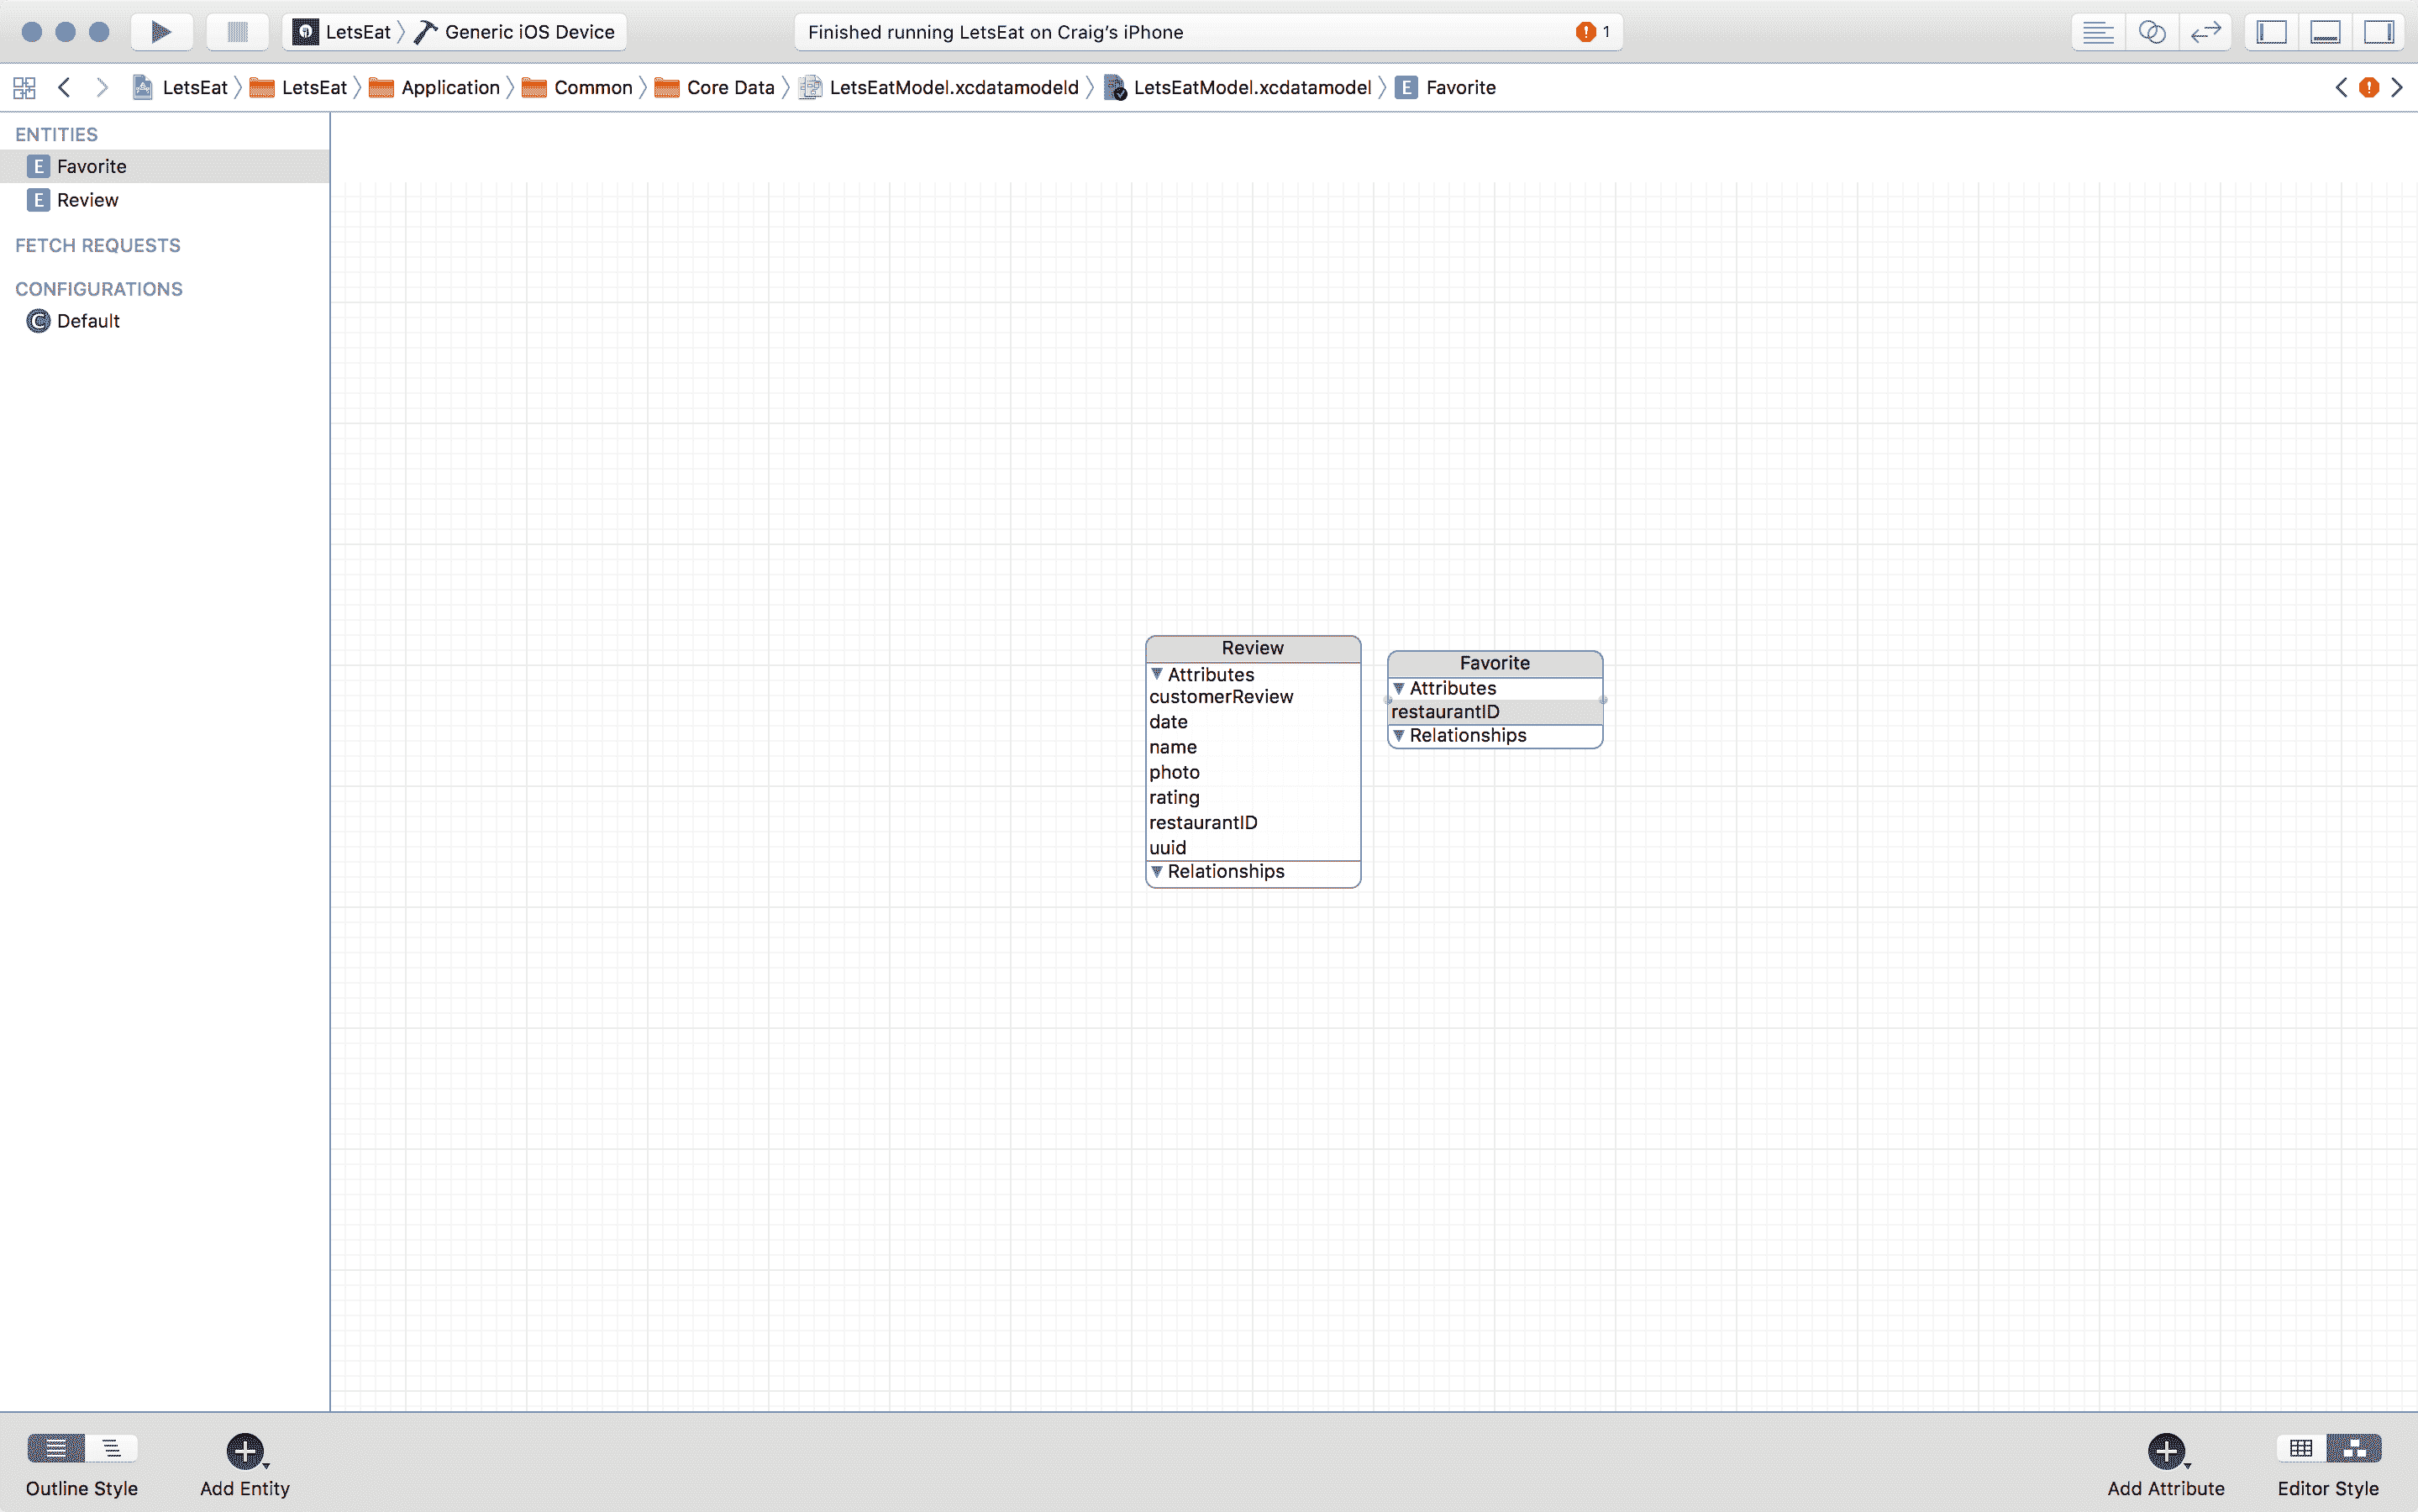 LetsEat Generic iOS Device Finished running LetsEat on Craig's iPhone 1
LetsEat LetsEat Application Common Core Data LetsEatModel.xcdatamodeld LetsEatModel.xcdatamodel E Favorite
ENTITIES
E Favorite
E Review
FETCH REQUESTS
CONFIGURATIONS
C Default
Review
Attributes
customerReview
date
name
photo
rating
restaurantID
uuid
Relationships
Favorite
Attributes
restaurantID
Relationships
Outline Style Add Entity Add Attribute Editor Style